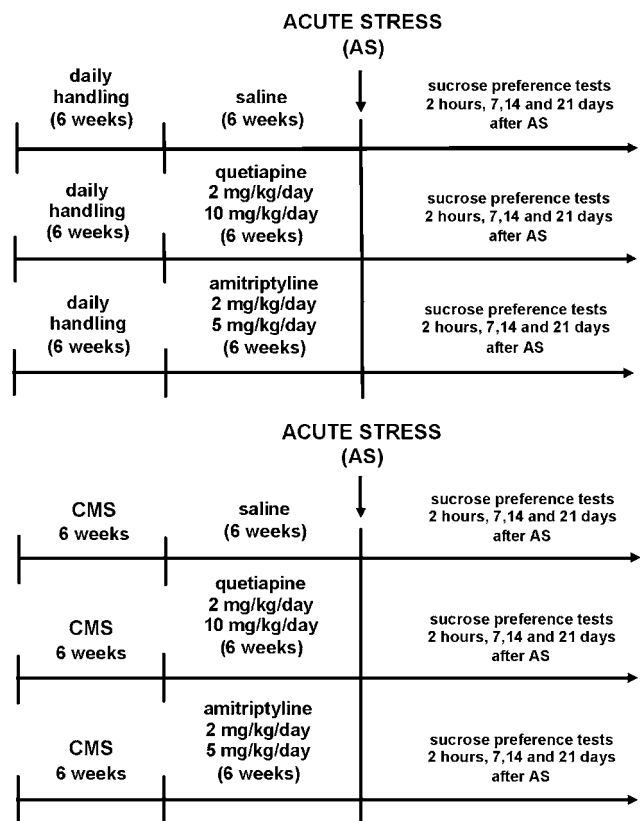 ACUTE STRESS
(AS)
daily
handling
(6 weeks)
saline
(6 weeks)
sucrose preference tests
2 hours, 7,14 and 21 days
after AS
daily
handling
(6 weeks)
quetiapine
2 mg/kg/day
10 mg/kg/day
(6 weeks)
sucrose preference tests
2 hours, 7,14 and 21 days
after AS
daily
handling
(6 weeks)
amitriptyline
2 mg/kg/day
5 mg/kg/day
(6 weeks)
sucrose preference tests
2 hours, 7,14 and 21 days
after AS
ACUTE STRESS
(AS)
CMS
6 weeks
saline
(6 weeks)
sucrose preference tests
2 hours, 7,14 and 21 days
after AS
CMS
6 weeks
quetiapine
2 mg/kg/day
10 mg/kg/day
(6 weeks)
sucrose preference tests
2 hours, 7,14 and 21 days
after AS
CMS
6 weeks
amitriptyline
2 mg/kg/day
5 mg/kg/day
(6 weeks)
sucrose preference tests
2 hours, 7,14 and 21 days
after AS